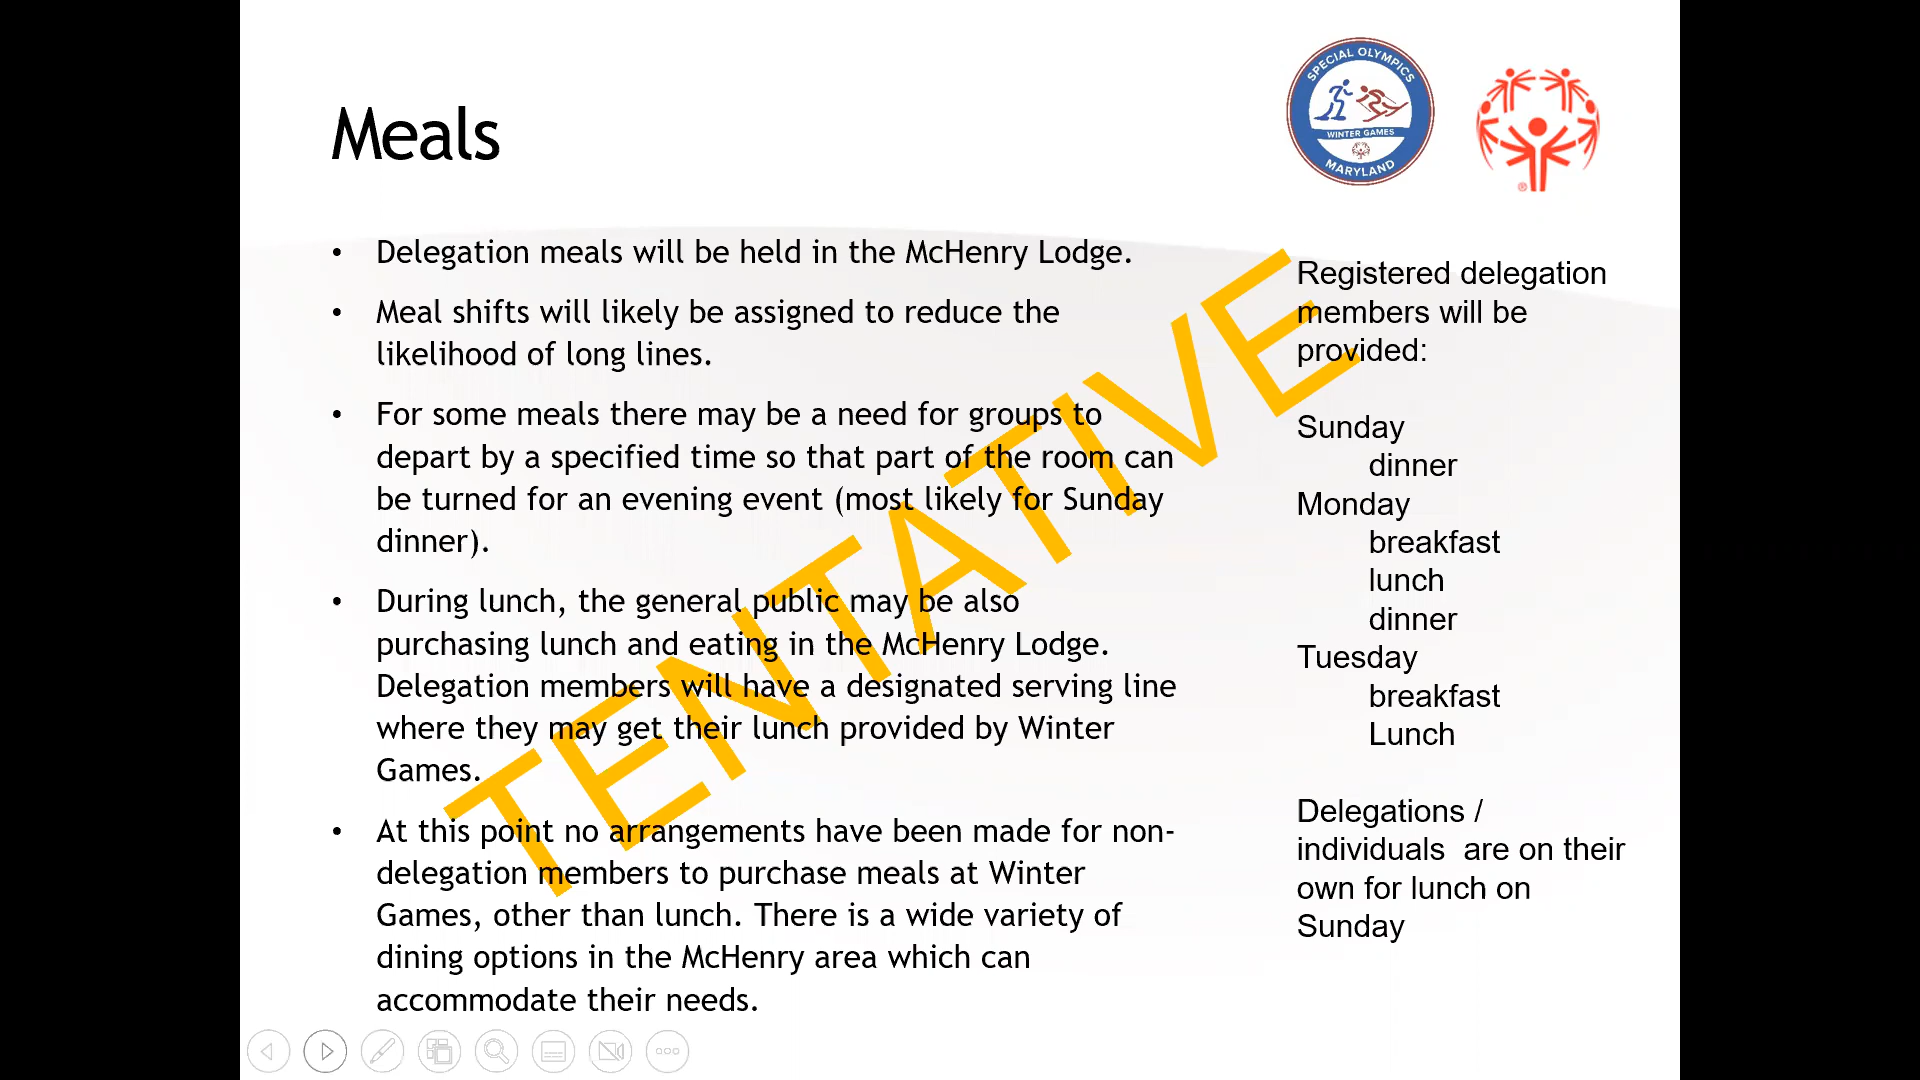 SPECIAL OLYMPICS
WINTER GAMES
MARYLAND
®
Meals
• Delegation meals will be held in the McHenry Lodge.
• Meal shifts will likely be assigned to reduce the
likelihood of long lines.
• For some meals there may be a need for groups to
depart by a specified time so that part of the room can
be turned for an evening event (most likely for Sunday
dinner).
• During lunch, the general public may be also
purchasing lunch and eating in the McHenry Lodge.
Delegation members will have a designated serving line
where they may get their lunch provided by Winter
Games.
• At this point no arrangements have been made for non-
delegation members to purchase meals at Winter
Games, other than lunch. There is a wide variety of
dining options in the McHenry area which can
accommodate their needs.
TENTATIVE
Registered delegation
members will be
provided:
Sunday
dinner
Monday
breakfast
lunch
dinner
Tuesday
breakfast
Lunch
Delegations /
individuals  are on their
own for lunch on
Sunday